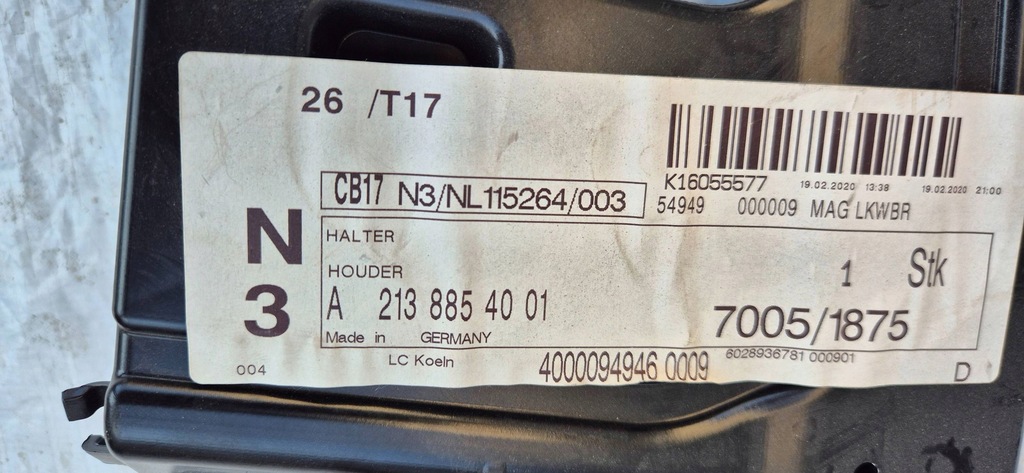 26 /T17
K16055577 19.02.2020 13:38 19.02.2020 21:00
CB17 N3/NL115264/003
54949 000009 MAG LKWBR
N
3
HALTER
HOUDER
1 Stk
A 213 885 40 01
7005/1875
Made in GERMANY
004
LC Koeln
4000094946 0009
6028936781 000901
D